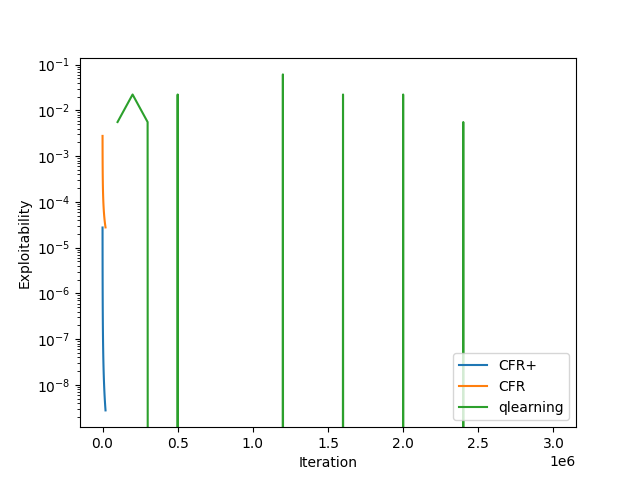 10⁻¹
10⁻²
10⁻³
10⁻⁴
10⁻⁵
10⁻⁶
10⁻⁷
10⁻⁸
Exploitability
CFR+
CFR
qlearning
0.0 0.5 1.0 1.5 2.0 2.5 3.0
Iteration
1e6